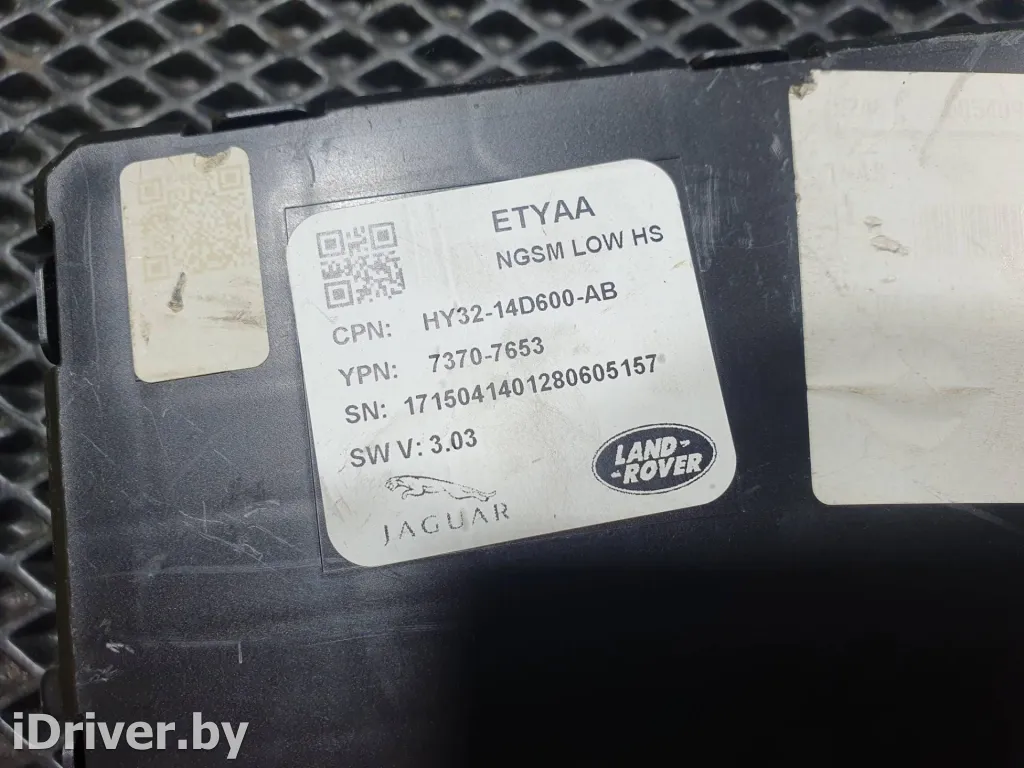 ETYAA
NGSM LOW HS
CPN: HY32-14D600-AB
YPN: 7370-7653
SN: 1715041401280605157
SW V: 3.03
JAGUAR
LAND-
-ROVER
iDriver.by